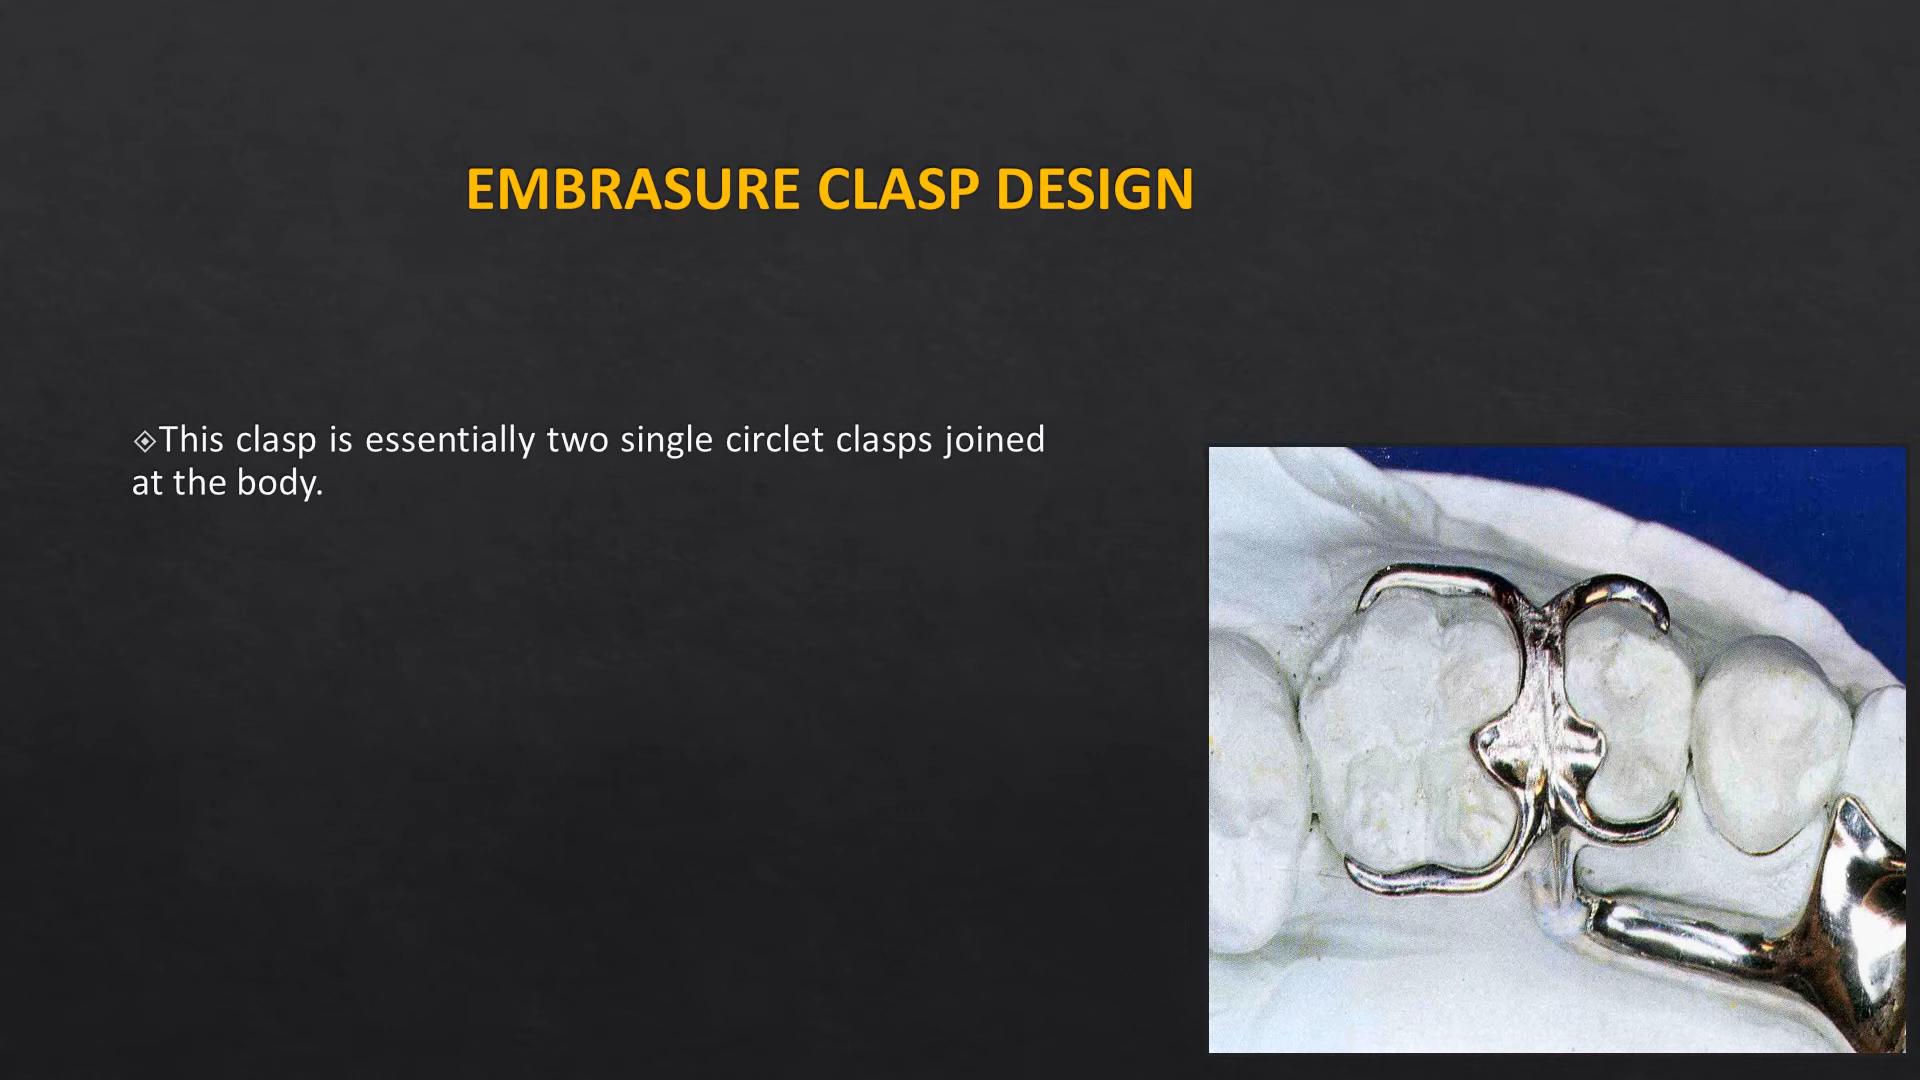 EMBRASURE CLASP DESIGN
◈This clasp is essentially two single circlet clasps joined
at the body.